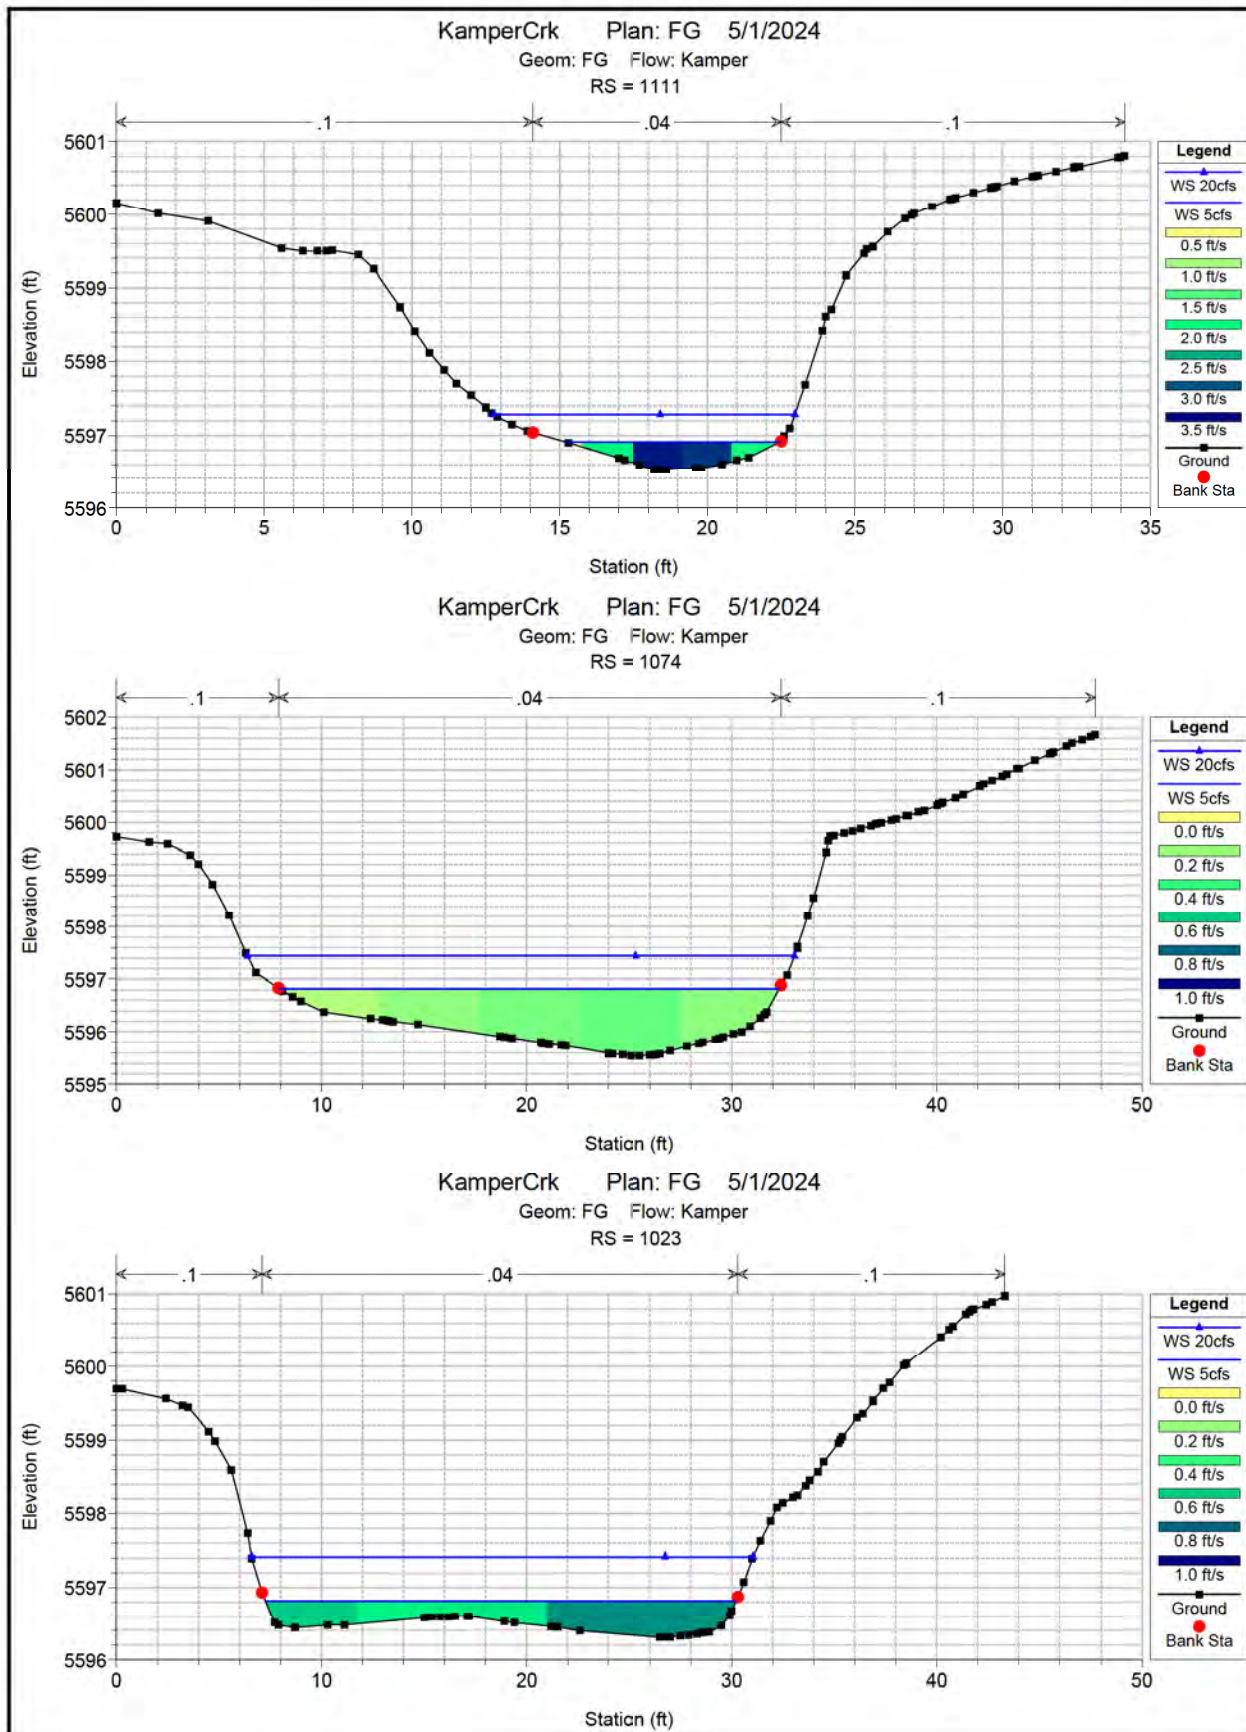 KamperCrk Plan: FG 5/1/2024
Geom: FG Flow: Kamper
RS = 1111
.1 .04 .1
5601
5600
5599
5598
5597
5596
Elevation (ft)
0 5 10 15 20 25 30 35
Station (ft)
Legend
WS 20cfs
WS 5cfs
0.5 ft/s
1.0 ft/s
1.5 ft/s
2.0 ft/s
2.5 ft/s
3.0 ft/s
3.5 ft/s
Ground
Bank Sta
KamperCrk Plan: FG 5/1/2024
Geom: FG Flow: Kamper
RS = 1074
.1 .04 .1
5602
5601
5600
5599
5598
5597
5596
5595
Elevation (ft)
0 10 20 30 40 50
Station (ft)
Legend
WS 20cfs
WS 5cfs
0.0 ft/s
0.2 ft/s
0.4 ft/s
0.6 ft/s
0.8 ft/s
1.0 ft/s
Ground
Bank Sta
KamperCrk Plan: FG 5/1/2024
Geom: FG Flow: Kamper
RS = 1023
.1 .04 .1
5601
5600
5599
5598
5597
5596
Elevation (ft)
0 10 20 30 40 50
Station (ft)
Legend
WS 20cfs
WS 5cfs
0.0 ft/s
0.2 ft/s
0.4 ft/s
0.6 ft/s
0.8 ft/s
1.0 ft/s
Ground
Bank Sta